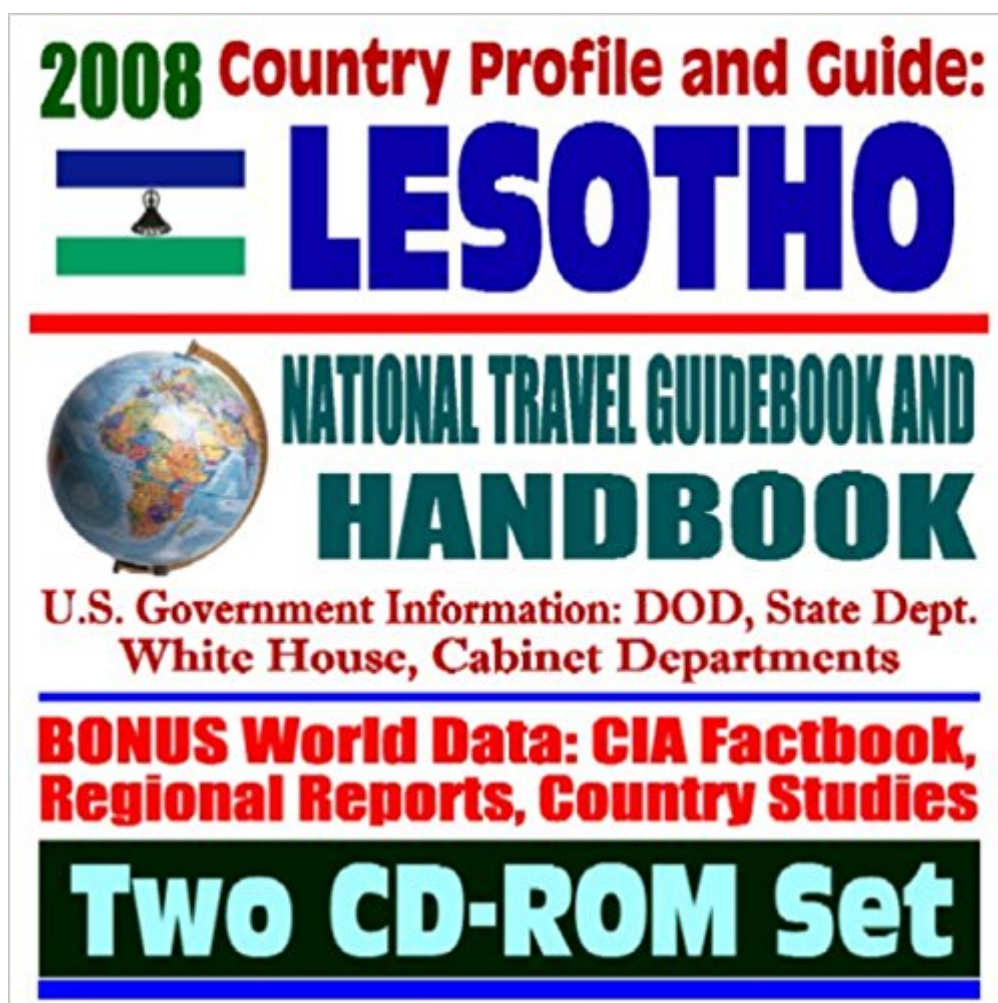 2008 Country Profile and Guide:
LESOTHO
NATIONAL TRAVEL GUIDEBOOK AND
HANDBOOK
U.S. Government Information: DOD, State Dept.
White House, Cabinet Departments
BONUS World Data: CIA Factbook,
Regional Reports, Country Studies
Two CD-ROM Set